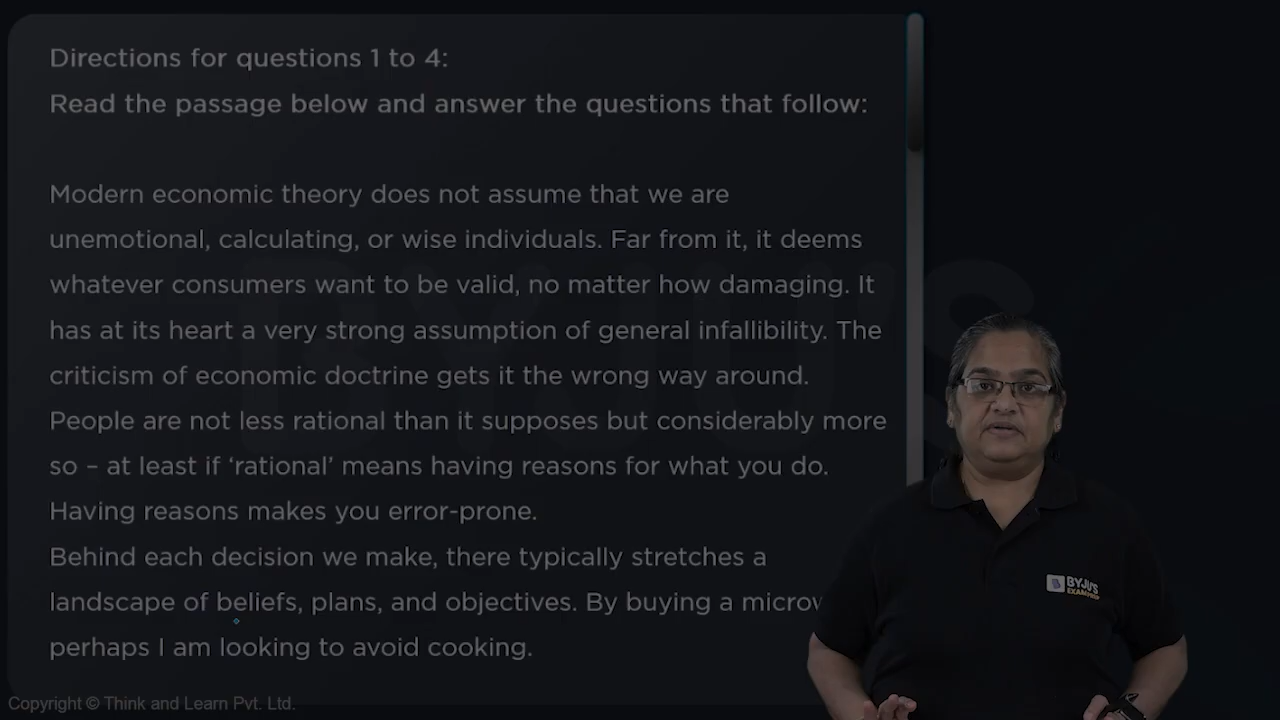 Directions for questions 1 to 4:
Read the passage below and answer the questions that follow:
Modern economic theory does not assume that we are
unemotional, calculating, or wise individuals. Far from it, it deems
whatever consumers want to be valid, no matter how damaging. It
has at its heart a very strong assumption of general infallibility. The
criticism of economic doctrine gets it the wrong way around.
People are not less rational than it supposes but considerably more
so – at least if ‘rational’ means having reasons for what you do.
Having reasons makes you error-prone.
Behind each decision we make, there typically stretches a
landscape of beliefs, plans, and objectives. By buying a
perhaps I am looking to avoid cooking.
BYJU'S
BYJU'S
EXAM PREP
Copyright © Think and Learn Pvt. Ltd.